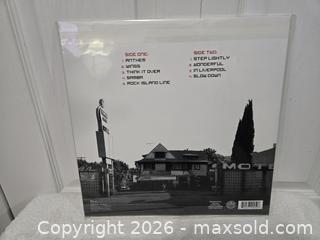 SIDE ONE:
1. ANTHEM
2. WINGS
3. THINK IT OVER
4. SAMBA
5. ROCK ISLAND LINE
SIDE TWO:
1. STEP LIGHTLY
2. WONDERFUL
3. IN LIVERPOOL
4. SLOW DOWN
MOT
Copyright 2026 - MaxSold.com